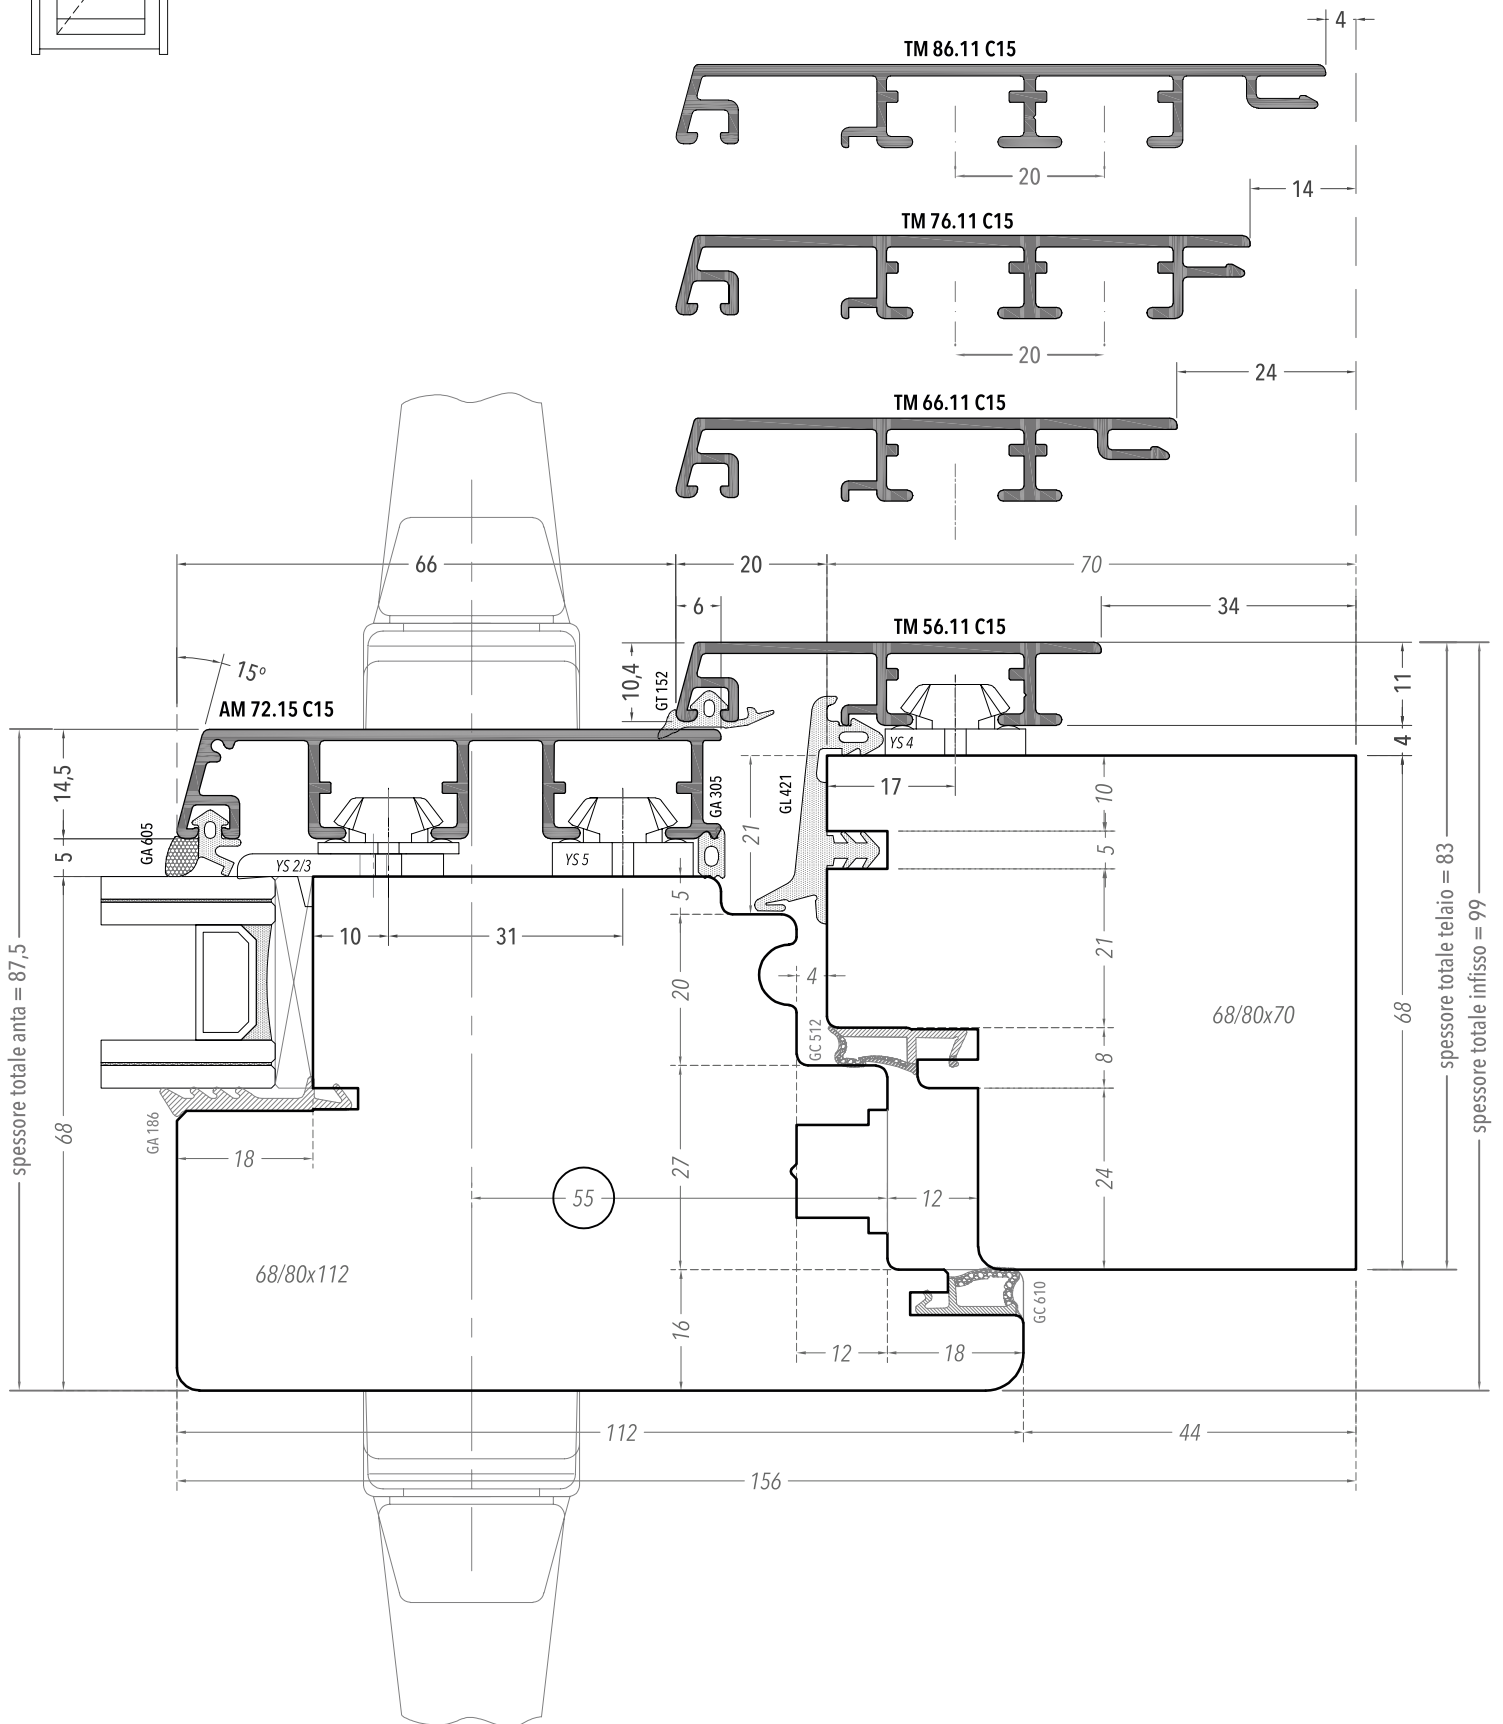 4
TM 86.11 C15
20
14
TM 76.11 C15
20
24
TM 66.11 C15
66
20
70
6
34
TM 56.11 C15
15°
10,4
GT 152
11
AM 72.15 C15
YS 4
4
14,5
GA 305
GL 421
17
10
21
GA 605
5
YS 2/3
YS 5
5
5
10
31
21
20
4
68/80x70
68
spessore totale telaio = 83
spessore totale infisso = 99
spessore totale anta = 87,5
GC 512
8
GA 186
68
18
27
24
55
12
68/80x112
GC 610
16
12
18
112
44
156